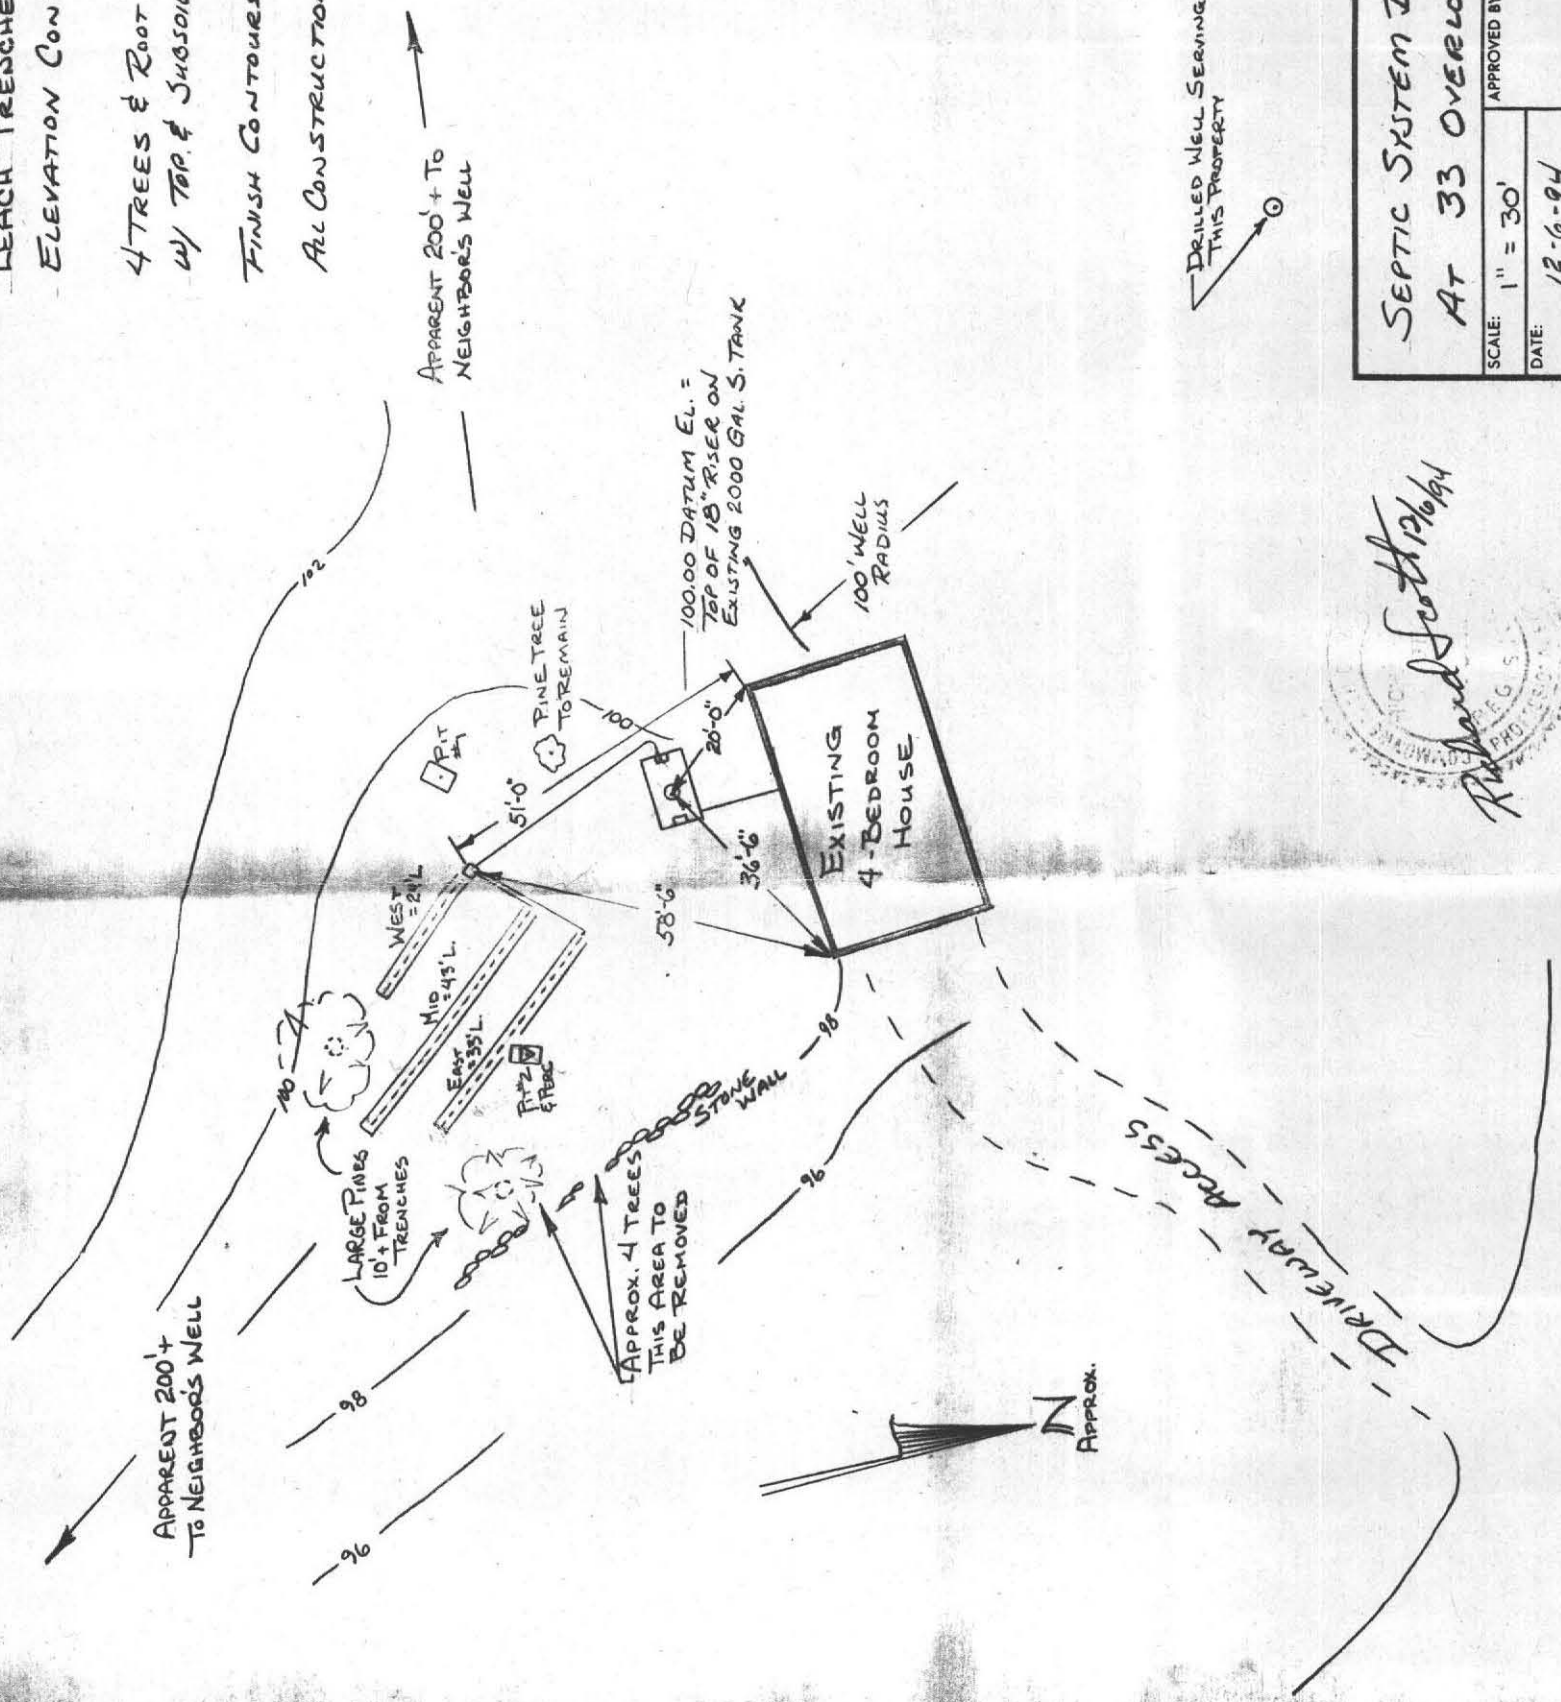 LEACH TRENCHE
ELEVATION CON
4 TREES & ROOT
W/ TOP. & SUBSOIL
FINISH CONTOURS
ALL CONSTRUCTIO
APPARENT 200'+ TO
NEIGHBOR'S WELL
102
100
PIT
#1
PINE TREE
TO REMAIN
100.00 DATUM EL. =
TOP OF 18" RISER ON
EXISTING 2000 GAL. S. TANK
100' WELL
RADIUS
DRILLED WELL SERVING
THIS PROPERTY
51'-0"
20'-0"
36'-6"
58'-6"
EXISTING
4-BEDROOM
HOUSE
WEST
= 24'L
MID
= 43'L.
EAST
= 35'L.
PIT #2
& PERC
100
LARGE PINES
10'+ FROM
TRENCHES
STONE
WALL
98
96
APPROX. 4 TREES
THIS AREA TO
BE REMOVED
APPARENT 200'+
TO NEIGHBOR'S WELL
98
96
DRIVEWAY ACCESS
N
APPROX.
Richard Scott 12/6/94
SEPTIC SYSTEM
AT 33 OVERLO
SCALE: 1" = 30'
APPROVED BY
DATE: 12-6-94